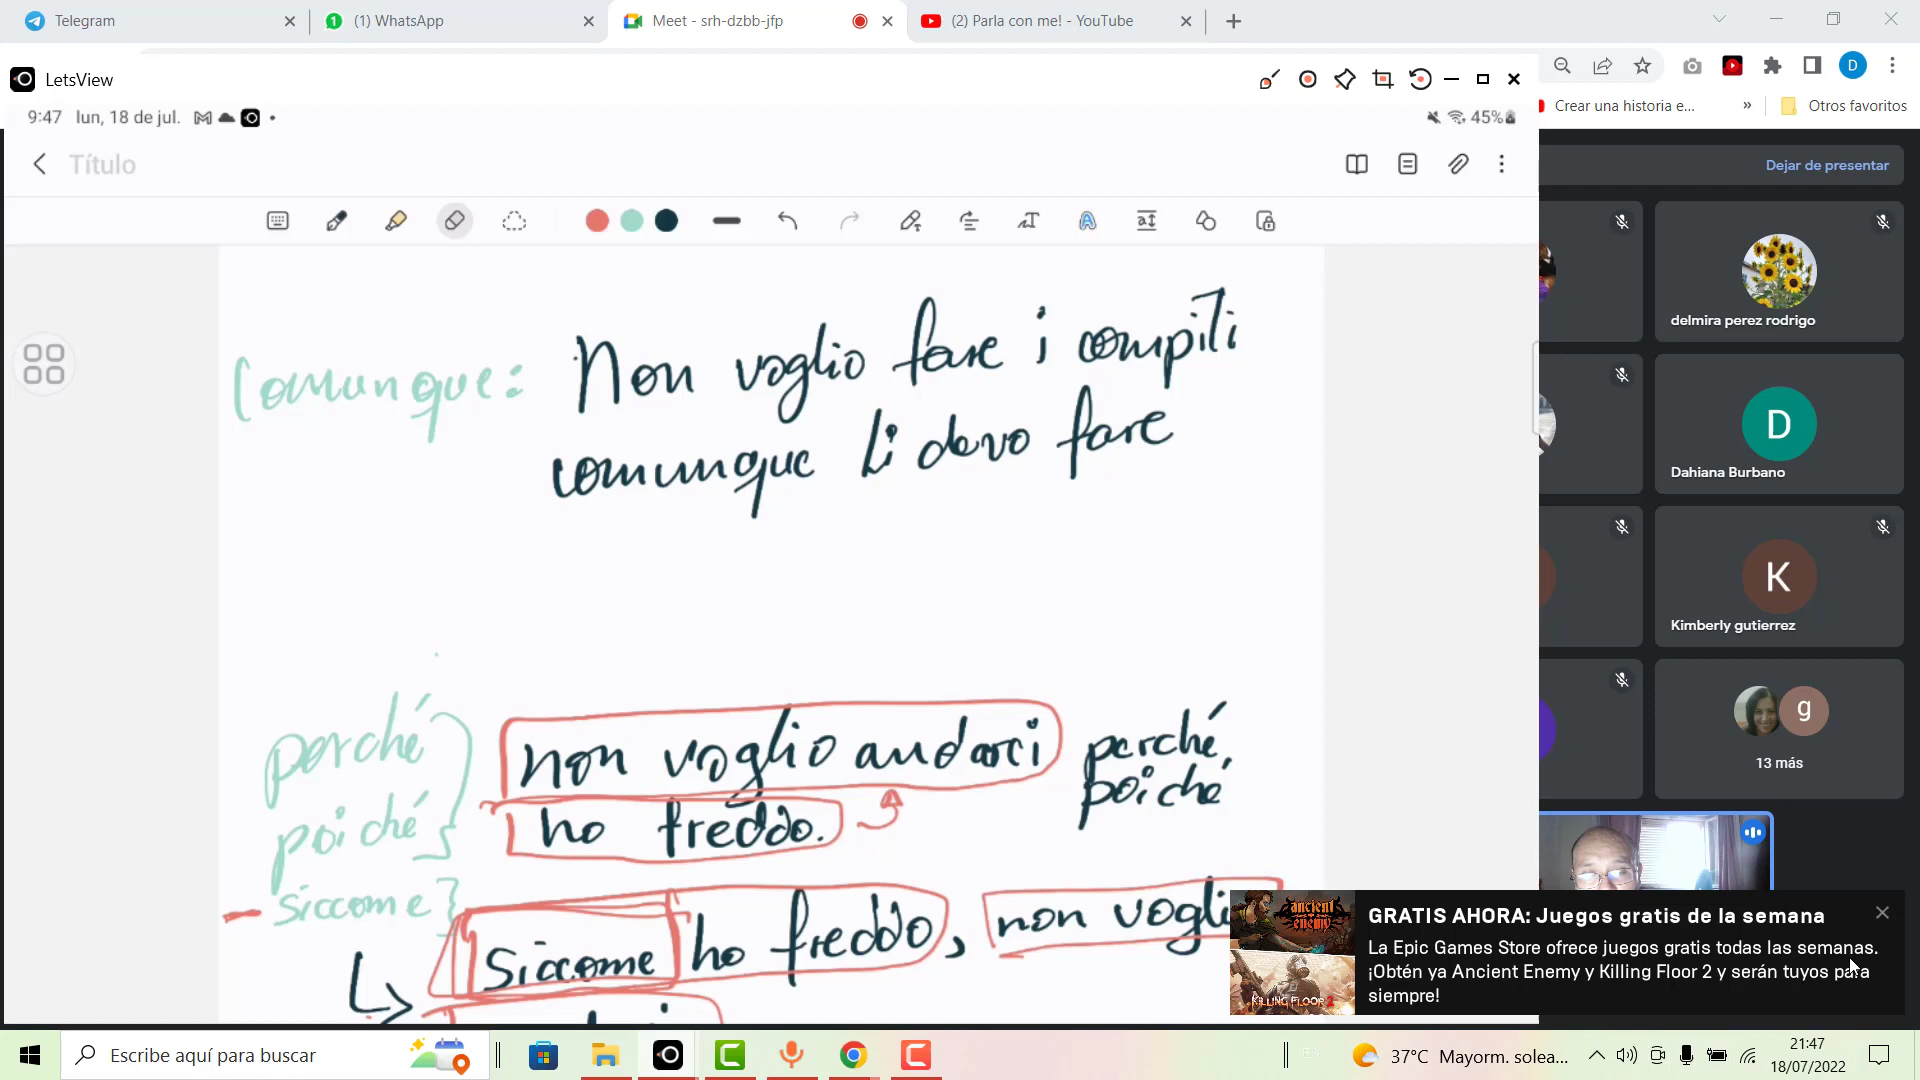 Telegram
(1) WhatsApp
Meet - srh-dzbb-jfp
(2) Parla con me! - YouTube
LetsView
D
Crear una historia e...
»
Otros favoritos
9:47 lun, 18 de jul.
45%
Título
Dejar de presentar
delmira perez rodrigo
D
Dahiana Burbano
K
Kimberly gutierrez
g
13 más
Comunque: Non voglio fare i compiti
comunque li devo fare
perché
poiché
siccome
non voglio andarci perché,
poiché
ho freddo.
Siccome ho freddo, non vogli
GRATIS AHORA: Juegos gratis de la semana
La Epic Games Store ofrece juegos gratis todas las semanas.
¡Obtén ya Ancient Enemy y Killing Floor 2 y serán tuyos para
siempre!
ancient
enemy
KILLING FLOOR 2
Escribe aquí para buscar
37°C Mayorm. solea...
21:47
18/07/2022